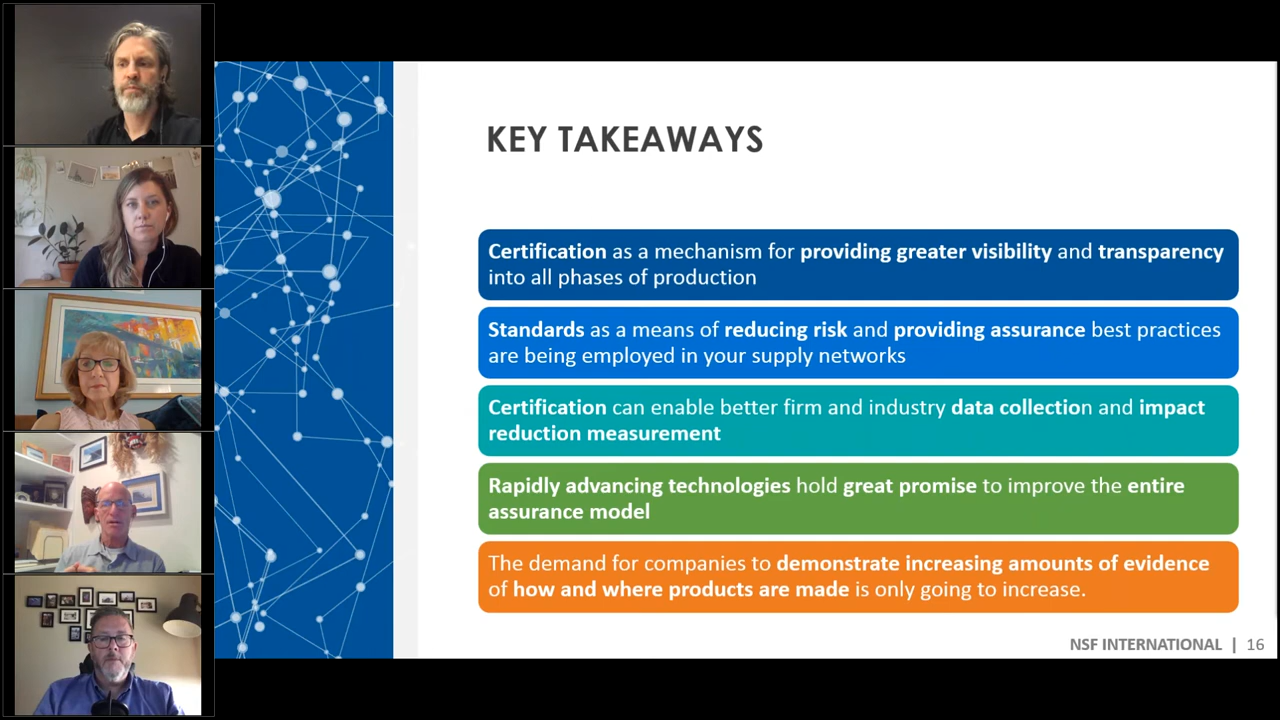 KEY TAKEAWAYS
Certification as a mechanism for providing greater visibility and transparency
into all phases of production
Standards as a means of reducing risk and providing assurance best practices
are being employed in your supply networks
Certification can enable better firm and industry data collection and impact
reduction measurement
Rapidly advancing technologies hold great promise to improve the entire
assurance model
The demand for companies to demonstrate increasing amounts of evidence
of how and where products are made is only going to increase.
NSF INTERNATIONAL | 16